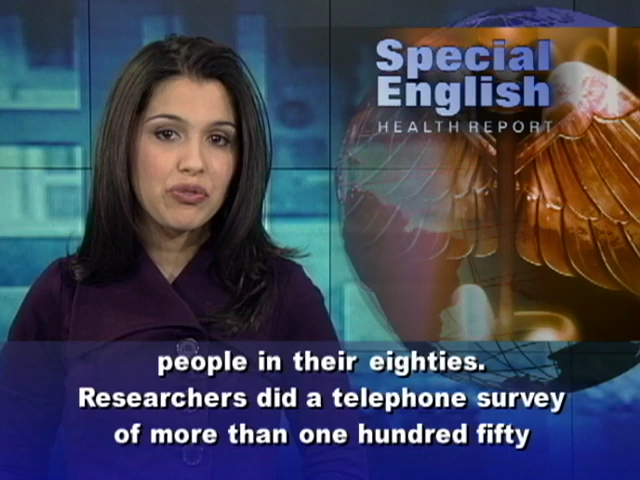 Special
English
HEALTH REPORT
people in their eighties.
Researchers did a telephone survey
of more than one hundred fifty